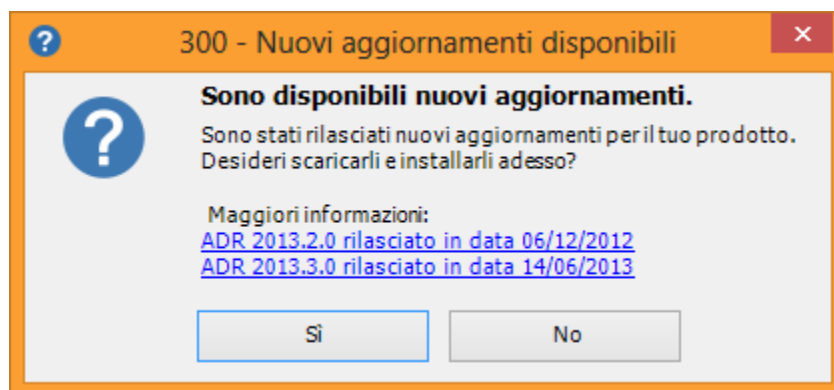 300 - Nuovi aggiornamenti disponibili
Sono disponibili nuovi aggiornamenti.
Sono stati rilasciati nuovi aggiornamenti per il tuo prodotto.
Desideri scaricarli e installarli adesso?
Maggiori informazioni:
ADR 2013.2.0 rilasciato in data 06/12/2012
ADR 2013.3.0 rilasciato in data 14/06/2013
Sì
No